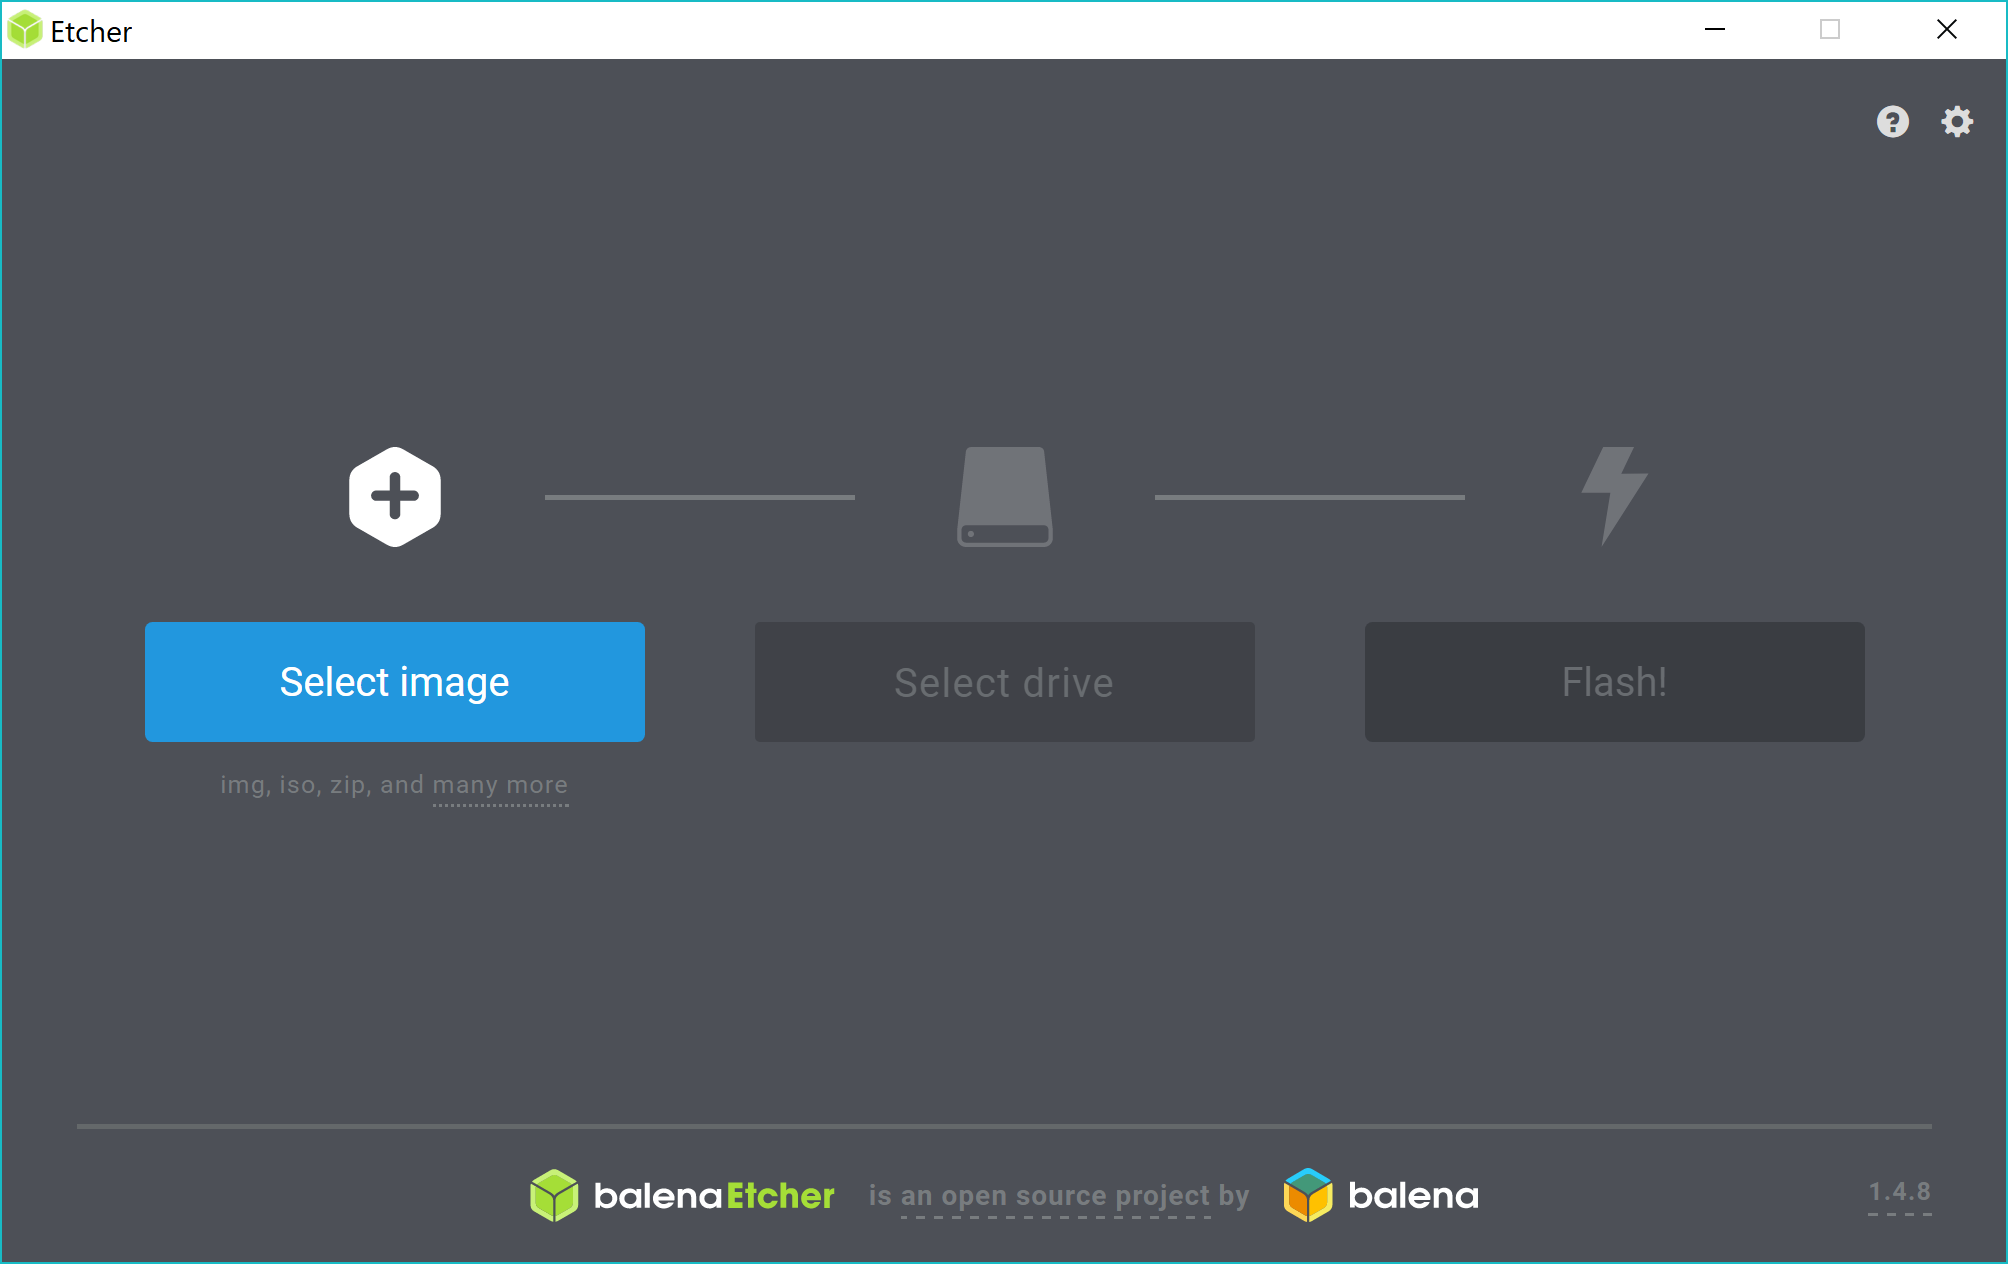 Etcher
Select image
Select drive
Flash!
img, iso, zip, and many more
balenaEtcher is an open source project by balena
1.4.8